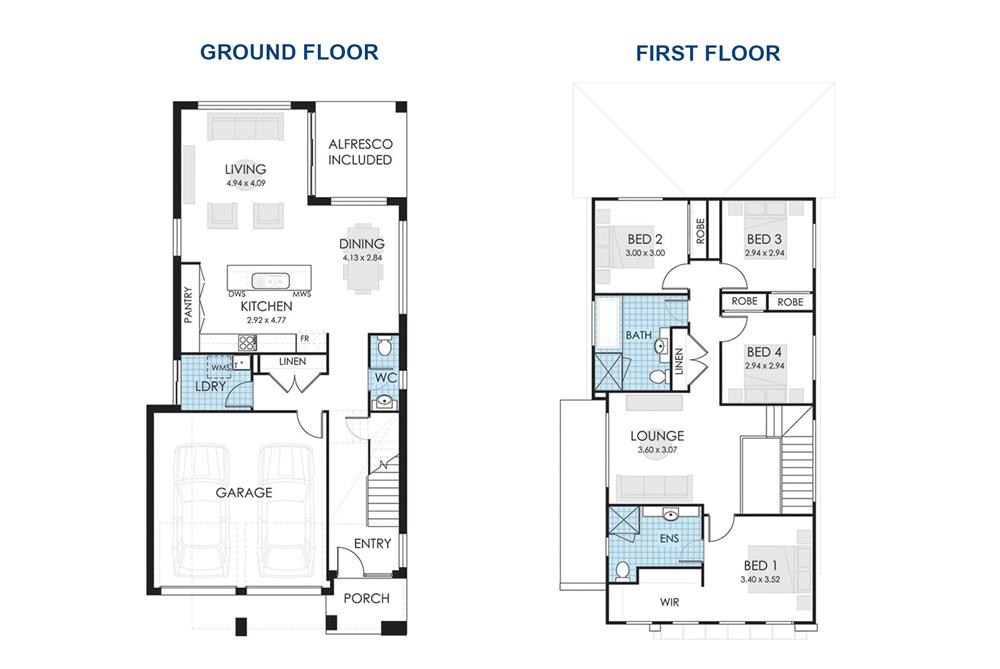 GROUND FLOOR
ALFRESCO
INCLUDED
LIVING
4.94 x 4.09
DINING
4.13 x 2.84
DWS
MWS
PANTRY
KITCHEN
2.92 x 4.77
FR
LINEN
WMS
T
LDRY
WC
GARAGE
ENTRY
PORCH
FIRST FLOOR
BED 2
3.00 x 3.00
ROBE
BED 3
2.94 x 2.94
ROBE
ROBE
BATH
LINEN
BED 4
2.94 x 2.94
LOUNGE
3.60 x 3.07
ENS
BED 1
3.40 x 3.52
WIR